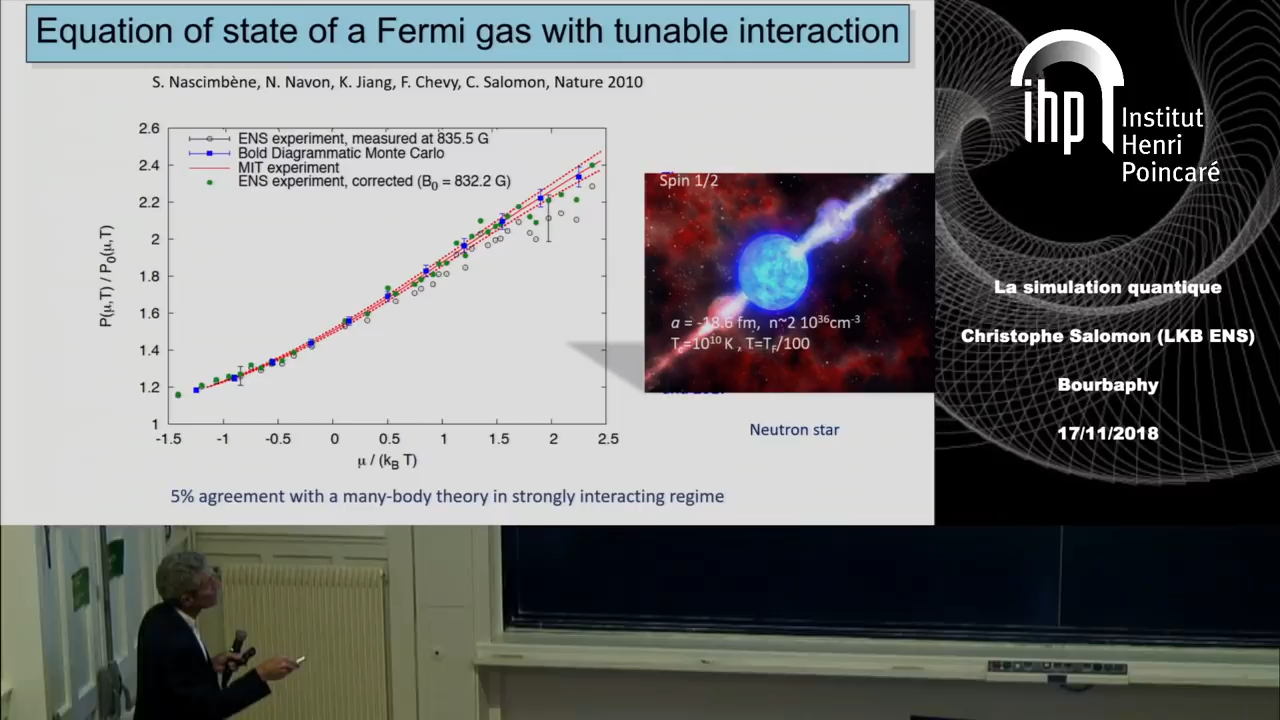 Equation of state of a Fermi gas with tunable interaction
S. Nascimbène, N. Navon, K. Jiang, F. Chevy, C. Salomon, Nature 2010
2.6
2.4
2.2
2
1.8
1.6
1.4
1.2
1
P(μ,T) / P0(μ,T)
ENS experiment, measured at 835.5 G
Bold Diagrammatic Monte Carlo
MIT experiment
ENS experiment, corrected (B0 = 832.2 G)
-1.5 -1 -0.5 0 0.5 1 1.5 2 2.5
μ / (kB T)
5% agreement with a many-body theory in strongly interacting regime
Spin 1/2
a = -18.6 fm, n~2 10³⁶cm⁻³
Tc=10¹⁰ K , T=TF/100
Neutron star
ihp
Institut
Henri
Poincaré
La simulation quantique
Christophe Salomon (LKB ENS)
Bourbaphy
17/11/2018